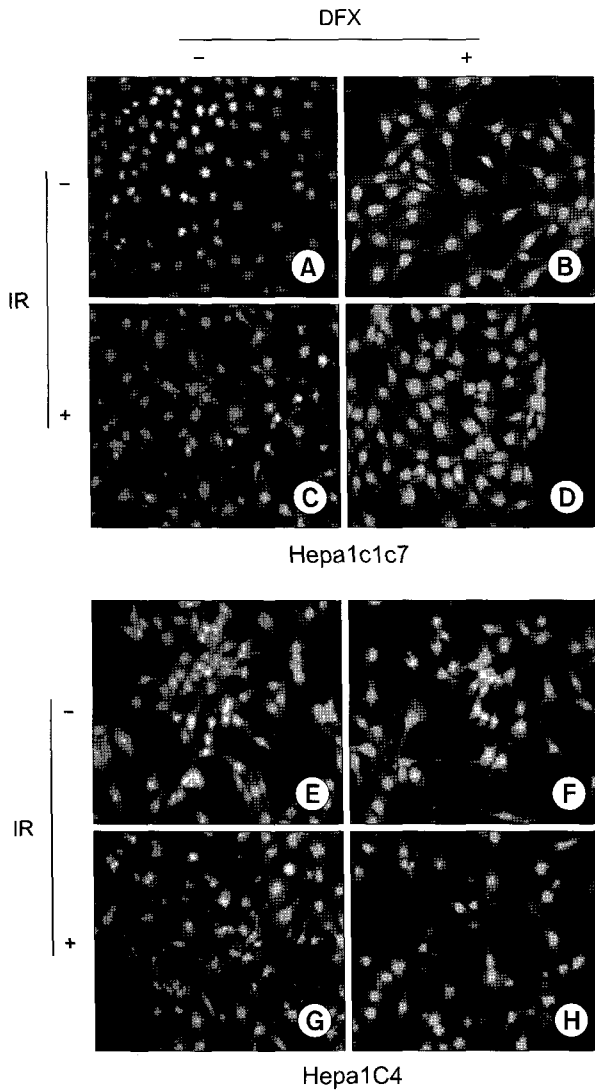 DFX
− +
IR
−
A B
+
C D
Hepa1c1c7
IR
−
E F
+
G H
Hepa1C4